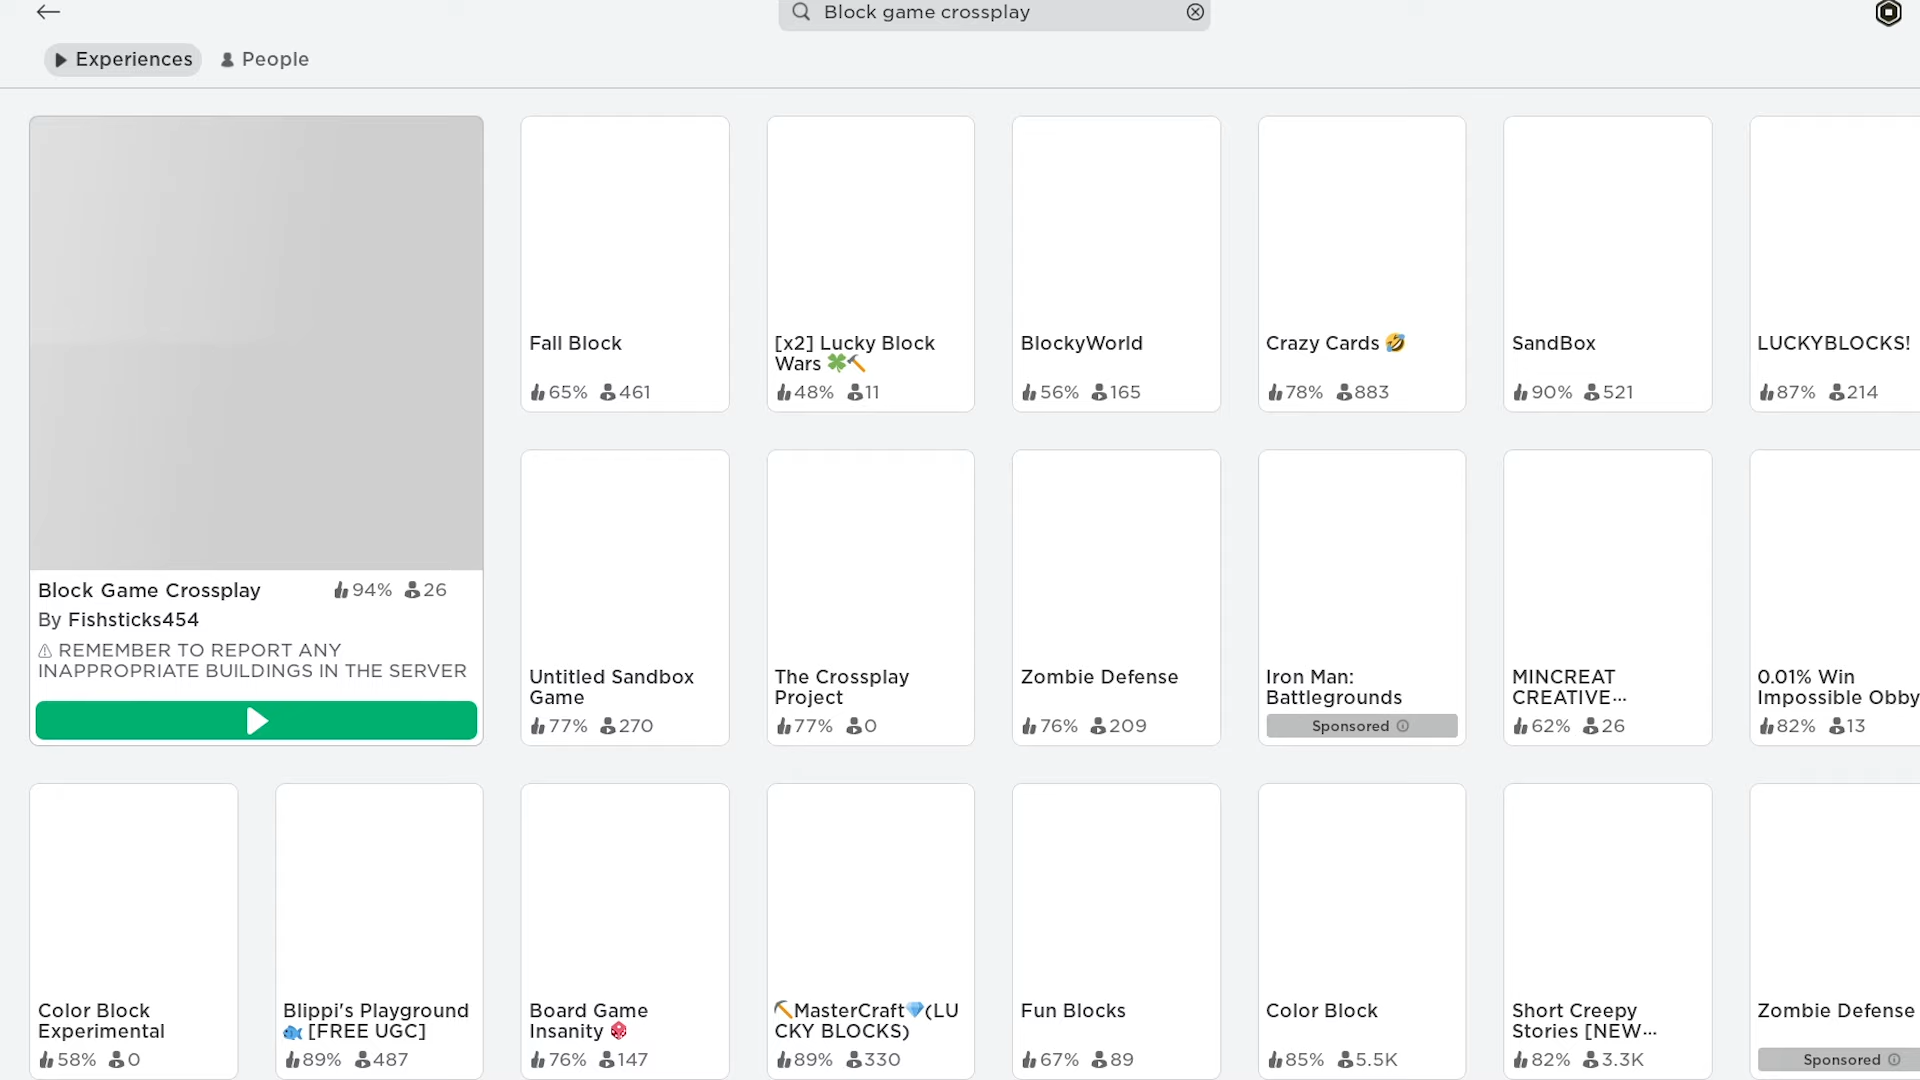 Block game crossplay
Experiences
People
Block Game Crossplay
94% 26
By Fishsticks454
⚠ REMEMBER TO REPORT ANY
INAPPROPRIATE BUILDINGS IN THE SERVER
Fall Block
65% 461
[x2] Lucky Block
Wars 🍀🔨
48% 11
BlockyWorld
56% 165
Crazy Cards 🤣
78% 883
SandBox
90% 521
LUCKYBLOCKS!
87% 214
Untitled Sandbox
Game
77% 270
The Crossplay
Project
77% 0
Zombie Defense
76% 209
Iron Man:
Battlegrounds
Sponsored
MINCREAT
CREATIVE...
62% 26
0.01% Win
Impossible Obby
82% 13
Color Block
Experimental
58% 0
Blippi's Playground
🐟 [FREE UGC]
89% 487
Board Game
Insanity 🎲
76% 147
⛏MasterCraft💎(LU
CKY BLOCKS)
89% 330
Fun Blocks
67% 89
Color Block
85% 5.5K
Short Creepy
Stories [NEW...
82% 3.3K
Zombie Defense
Sponsored